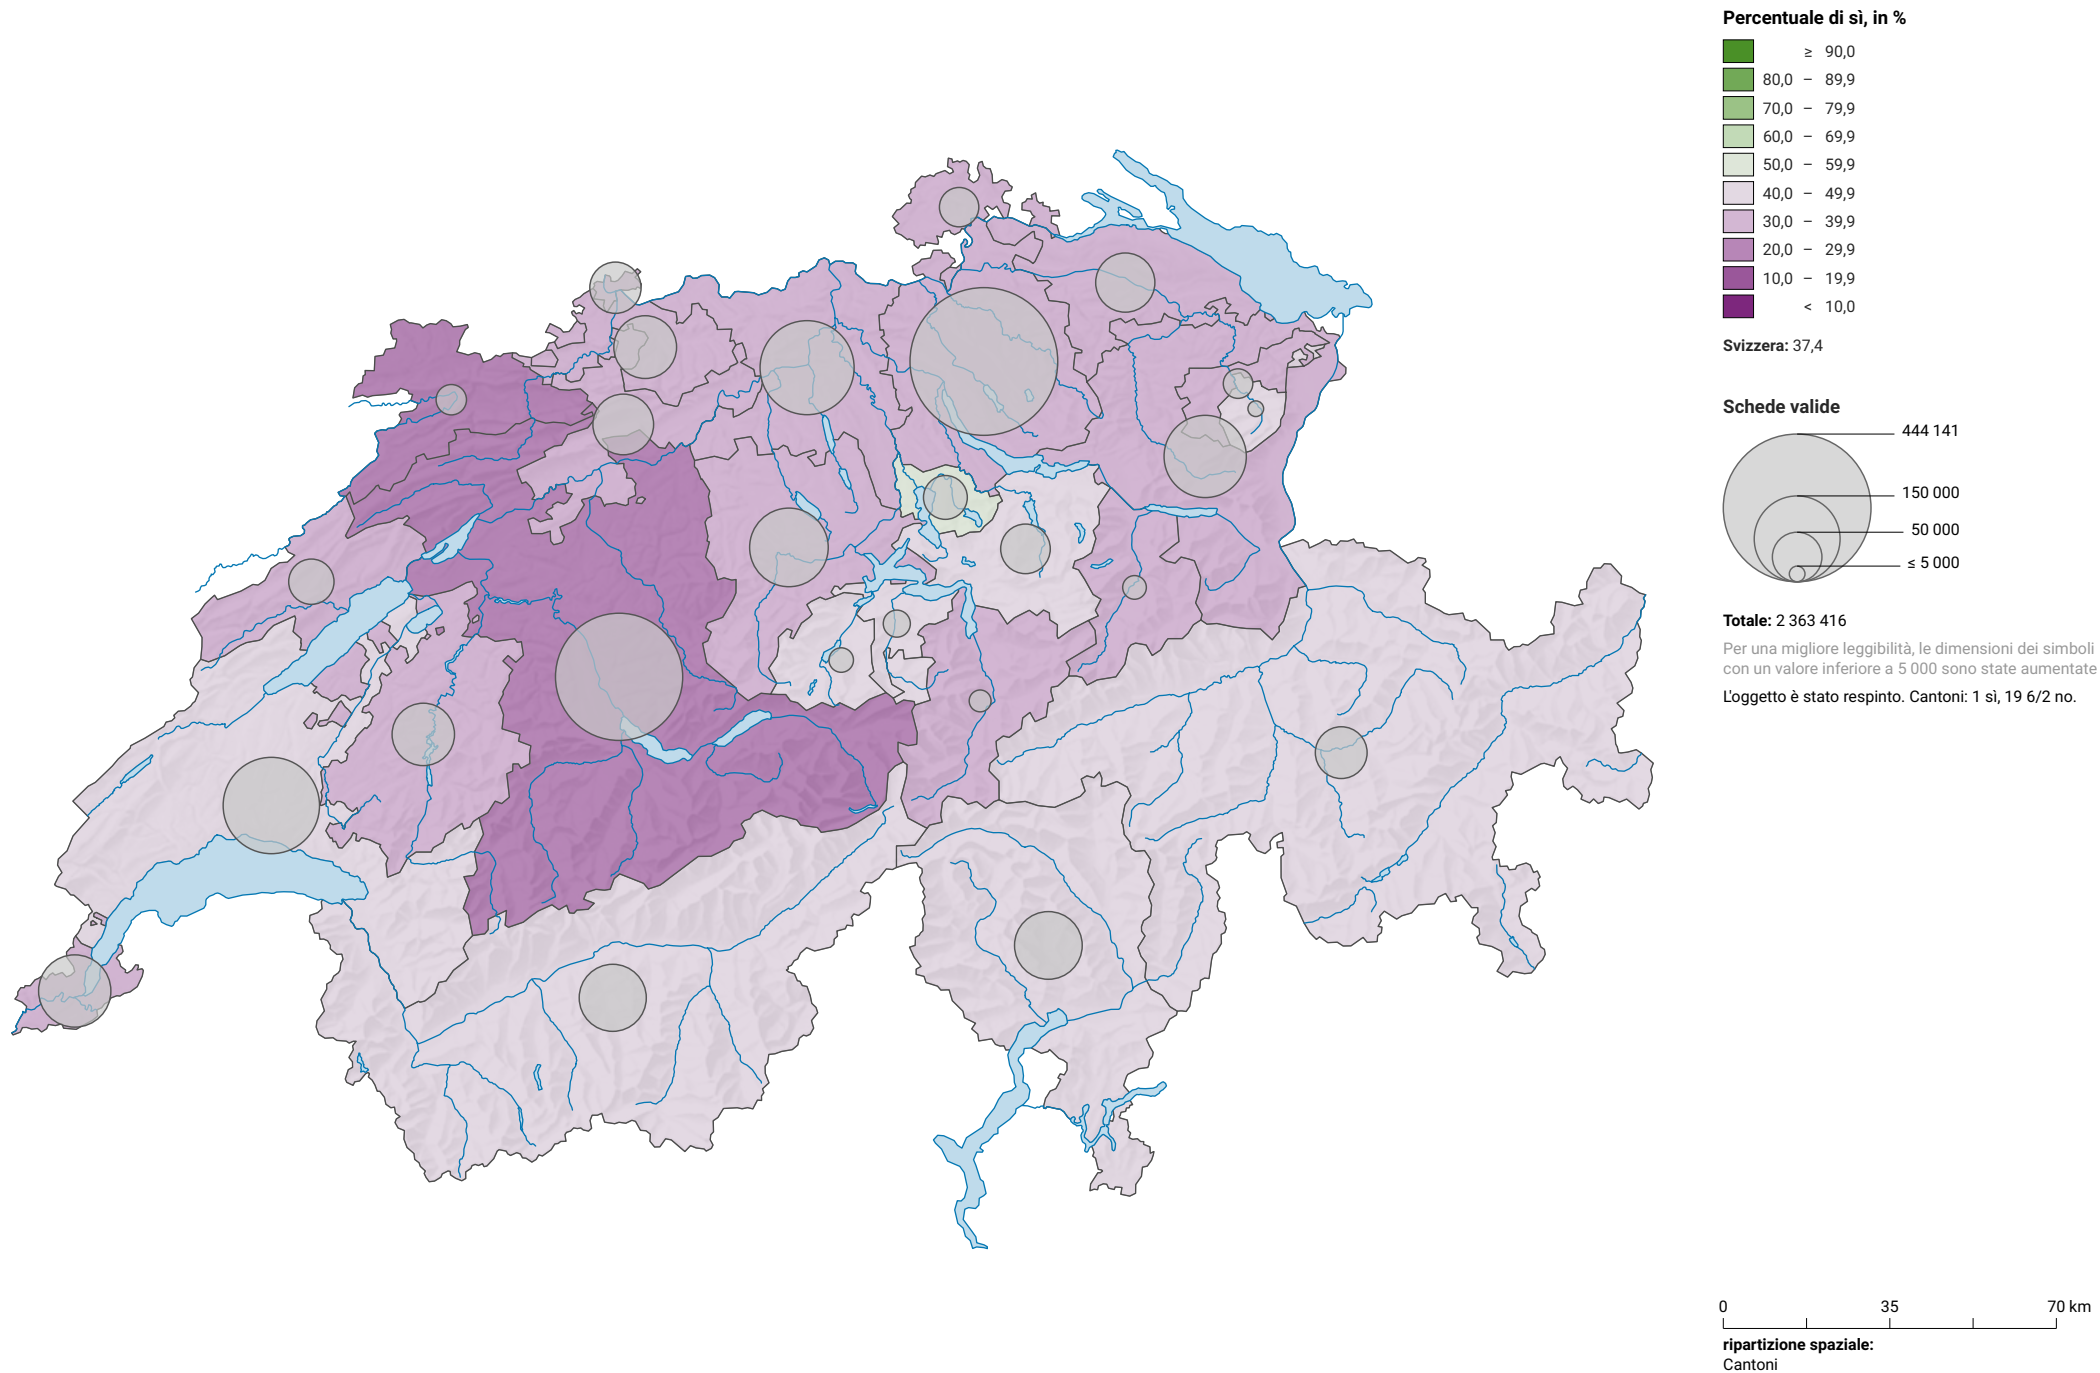 Percentuale di sì, in %
≥ 90,0
80,0 – 89,9
70,0 – 79,9
60,0 – 69,9
50,0 – 59,9
40,0 – 49,9
30,0 – 39,9
20,0 – 29,9
10,0 – 19,9
< 10,0
Svizzera: 37,4
Schede valide
444 141
150 000
50 000
≤ 5 000
Totale: 2 363 416
Per una migliore leggibilità, le dimensioni dei simboli
con un valore inferiore a 5 000 sono state aumentate
L'oggetto è stato respinto. Cantoni: 1 sì, 19 6/2 no.
0 35 70 km
ripartizione spaziale:
Cantoni